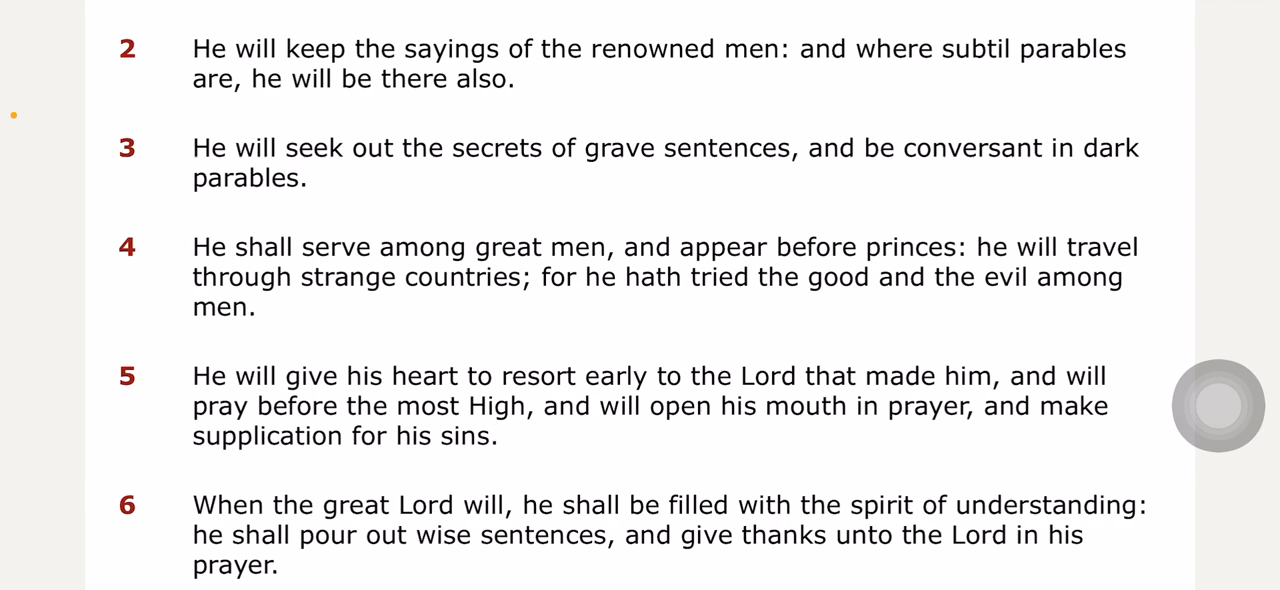 2 He will keep the sayings of the renowned men: and where subtil parables
are, he will be there also.
3 He will seek out the secrets of grave sentences, and be conversant in dark
parables.
4 He shall serve among great men, and appear before princes: he will travel
through strange countries; for he hath tried the good and the evil among
men.
5 He will give his heart to resort early to the Lord that made him, and will
pray before the most High, and will open his mouth in prayer, and make
supplication for his sins.
6 When the great Lord will, he shall be filled with the spirit of understanding:
he shall pour out wise sentences, and give thanks unto the Lord in his
prayer.